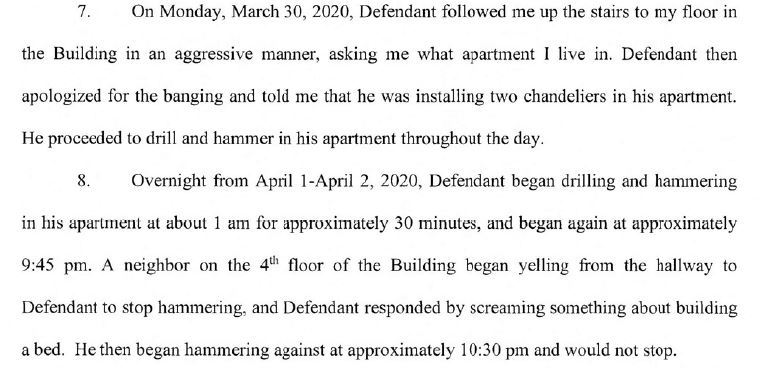 7. On Monday, March 30, 2020, Defendant followed me up the stairs to my floor in
the Building in an aggressive manner, asking me what apartment I live in. Defendant then
apologized for the banging and told me that he was installing two chandeliers in his apartment.
He proceeded to drill and hammer in his apartment throughout the day.
8. Overnight from April 1-April 2, 2020, Defendant began drilling and hammering
in his apartment at about 1 am for approximately 30 minutes, and began again at approximately
9:45 pm. A neighbor on the 4th floor of the Building began yelling from the hallway to
Defendant to stop hammering, and Defendant responded by screaming something about building
a bed. He then began hammering against at approximately 10:30 pm and would not stop.